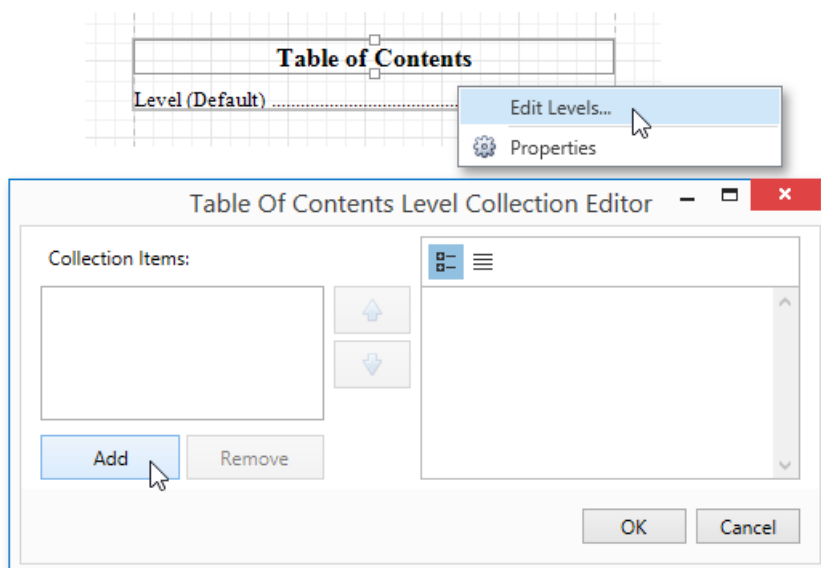 Table of Contents
Level (Default) ........................................
Edit Levels...
Properties
Table Of Contents Level Collection Editor
Collection Items:
Add
Remove
OK
Cancel